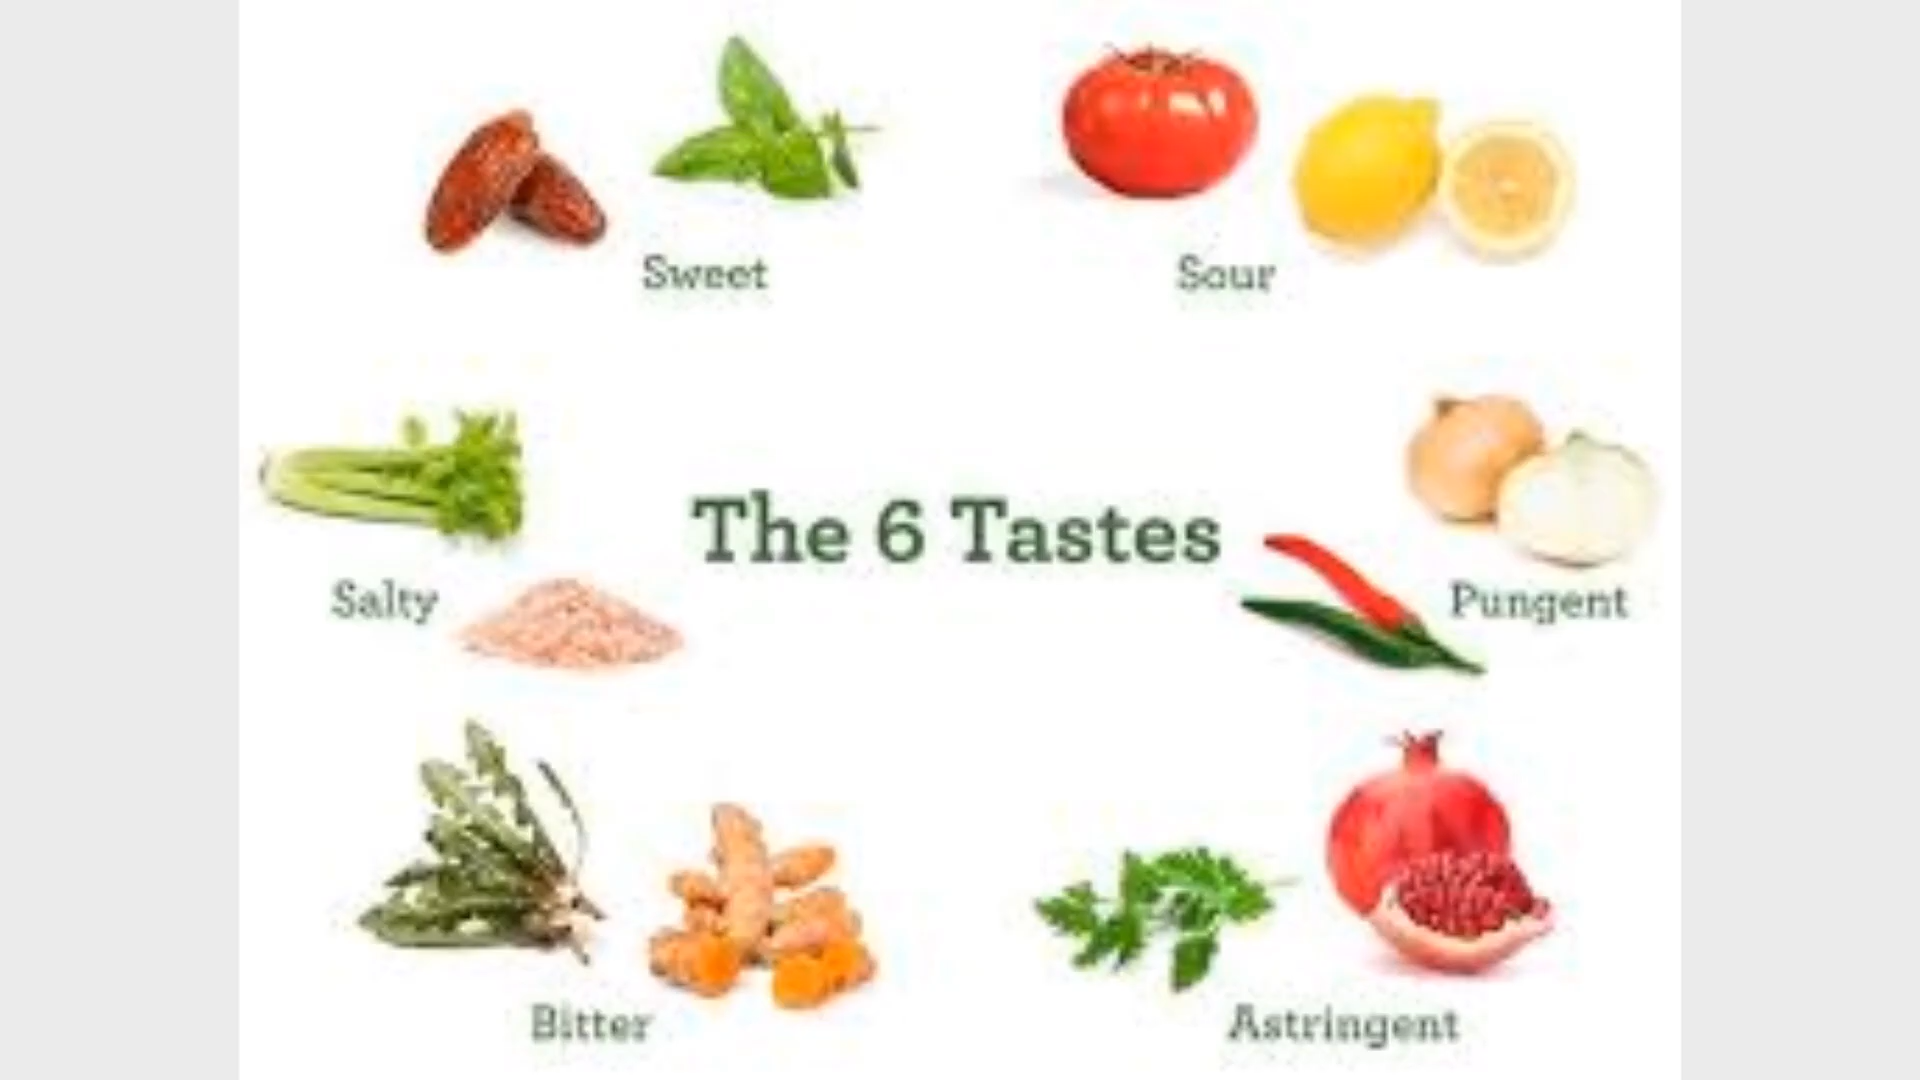 Sweet
Sour
The 6 Tastes
Salty
Pungent
Bitter
Astringent